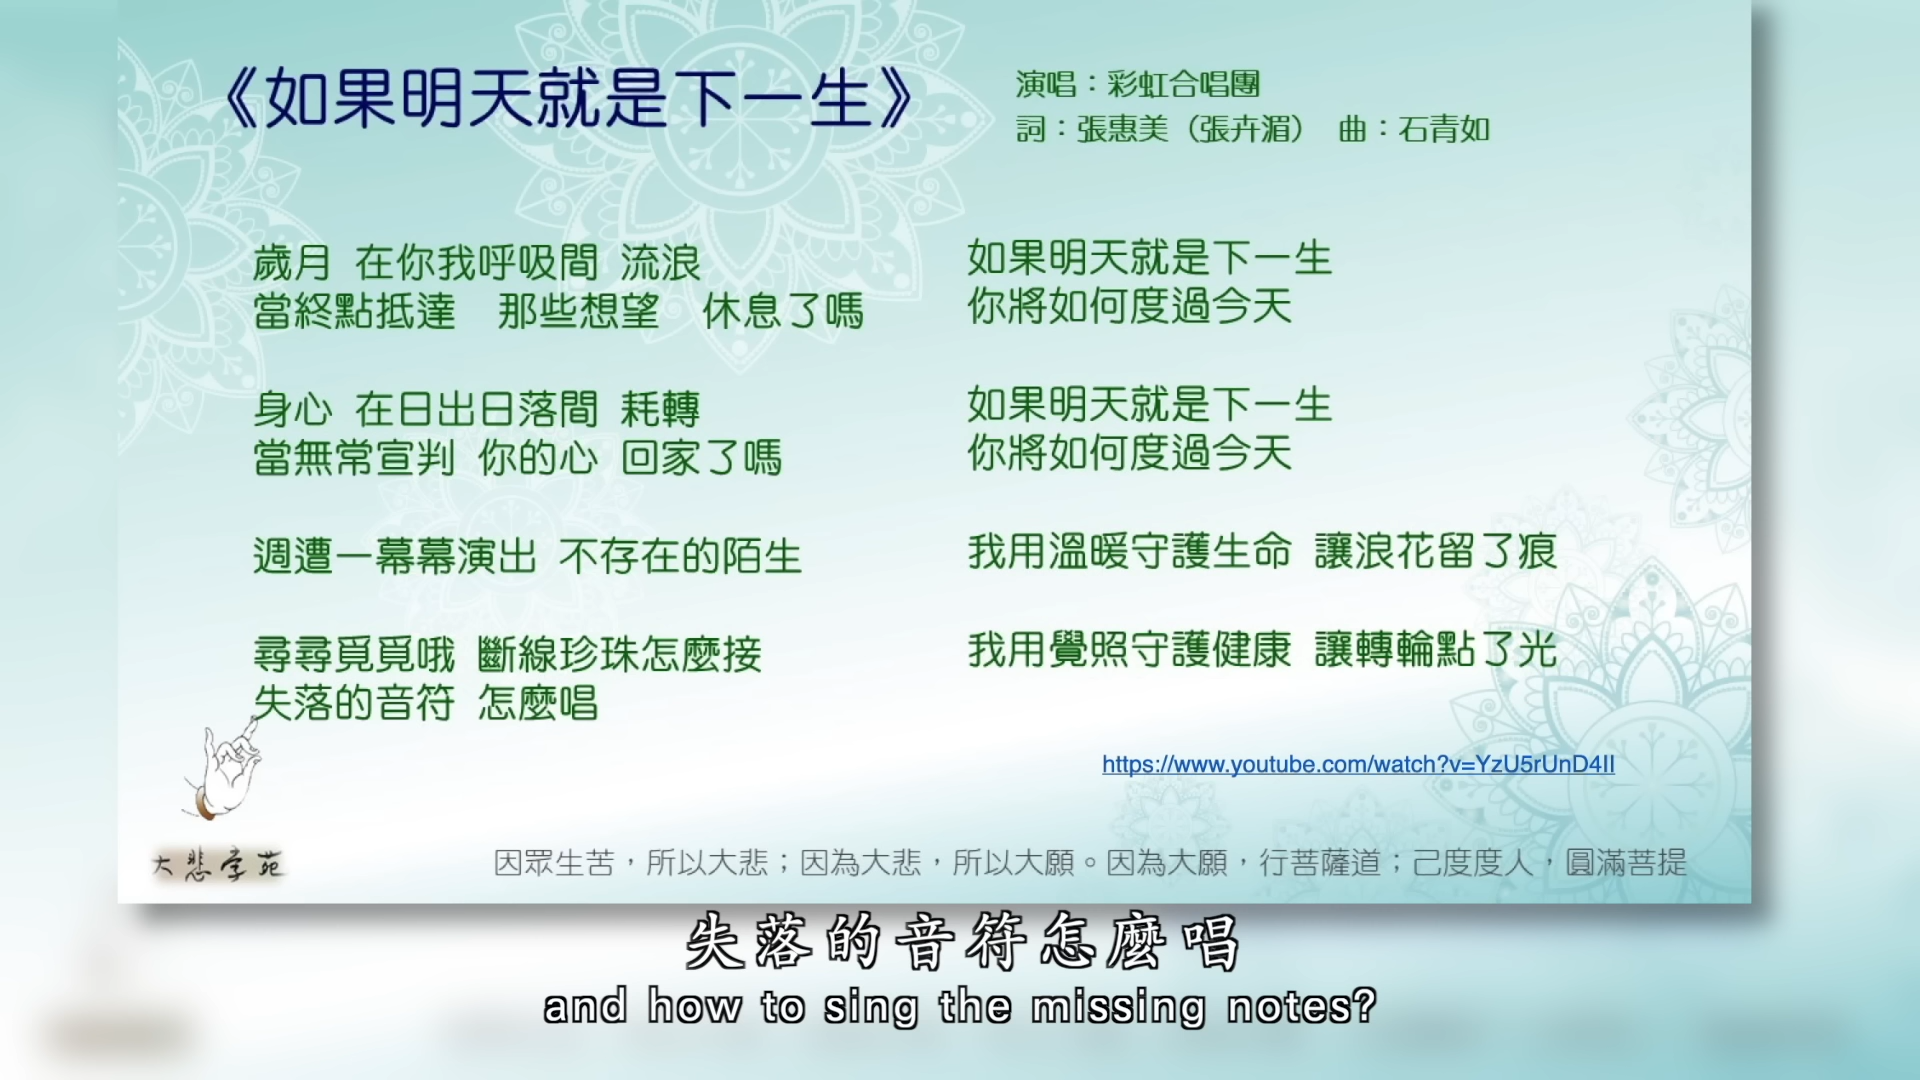 《如果明天就是下一生》
演唱：彩虹合唱團
詞：張惠美（張卉湄） 曲：石青如
歲月 在你我呼吸間 流浪
當終點抵達 那些想望 休息了嗎
身心 在日出日落間 耗轉
當無常宣判 你的心 回家了嗎
週遭一幕幕演出 不存在的陌生
尋尋覓覓哦 斷線珍珠怎麼接
失落的音符 怎麼唱
如果明天就是下一生
你將如何度過今天
如果明天就是下一生
你將如何度過今天
我用溫暖守護生命 讓浪花留了痕
我用覺照守護健康 讓轉輪點了光
https://www.youtube.com/watch?v=YzU5rUnD4II
大悲学苑
因眾生苦，所以大悲；因為大悲，所以大願。因為大願，行菩薩道；己度度人，圓滿菩提
失落的音符怎麼唱
and how to sing the missing notes?